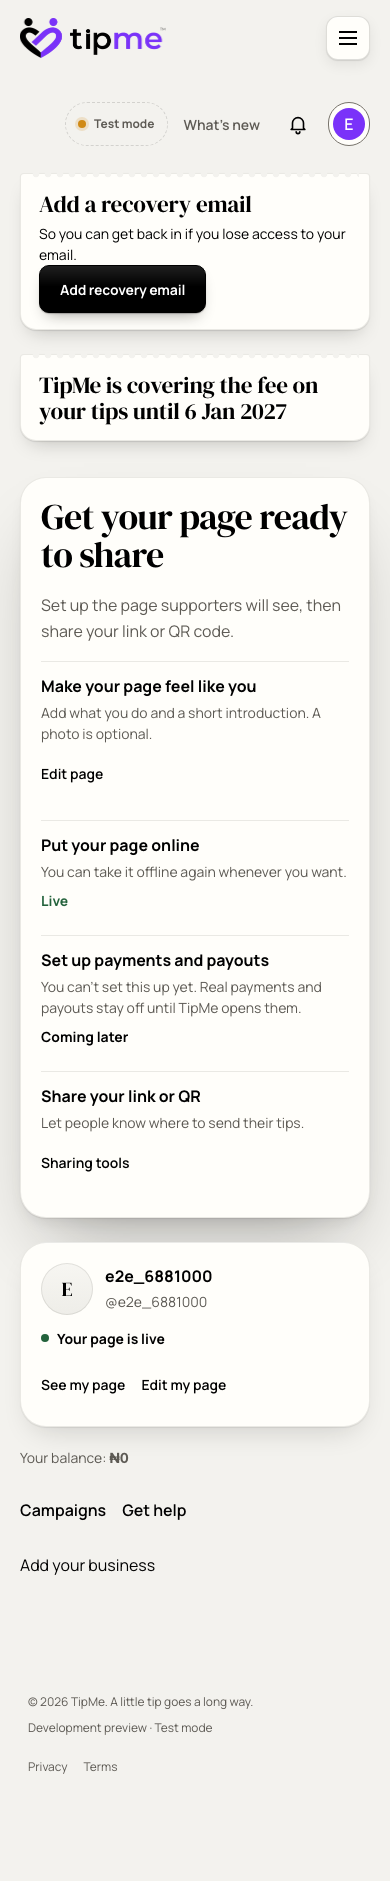 tipme™
Test mode
What's new
E
Add a recovery email
So you can get back in if you lose access to your
email.
Add recovery email
TipMe is covering the fee on
your tips until 6 Jan 2027
Get your page ready
to share
Set up the page supporters will see, then
share your link or QR code.
Make your page feel like you
Add what you do and a short introduction. A
photo is optional.
Edit page
Put your page online
You can take it offline again whenever you want.
Live
Set up payments and payouts
You can't set this up yet. Real payments and
payouts stay off until TipMe opens them.
Coming later
Share your link or QR
Let people know where to send their tips.
Sharing tools
E
e2e_6881000
@e2e_6881000
Your page is live
See my page Edit my page
Your balance: ₦0
Campaigns Get help
Add your business
© 2026 TipMe. A little tip goes a long way.
Development preview · Test mode
Privacy Terms